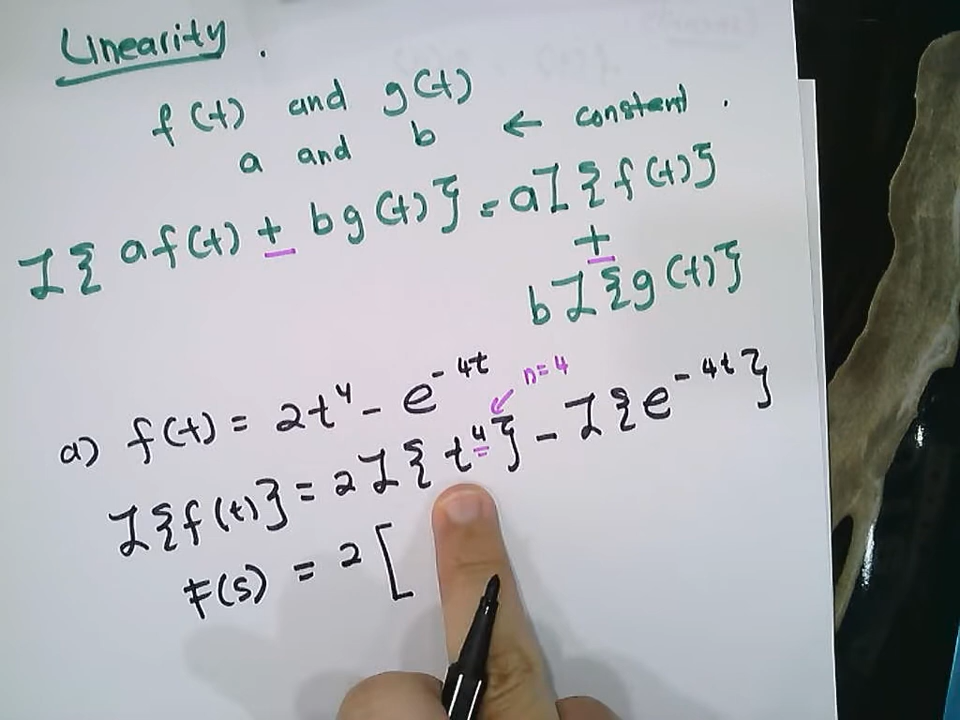 Linearity.
f(t) and g(t)
a and b ← constant.
ℒ{af(t) ± bg(t)} = aℒ{f(t)}
±
bℒ{g(t)}
n=4
a) f(t) = 2t⁴ - e⁻⁴ᵗ
ℒ{f(t)} = 2ℒ{t⁴} - ℒ{e⁻⁴ᵗ}
F(s) = 2[